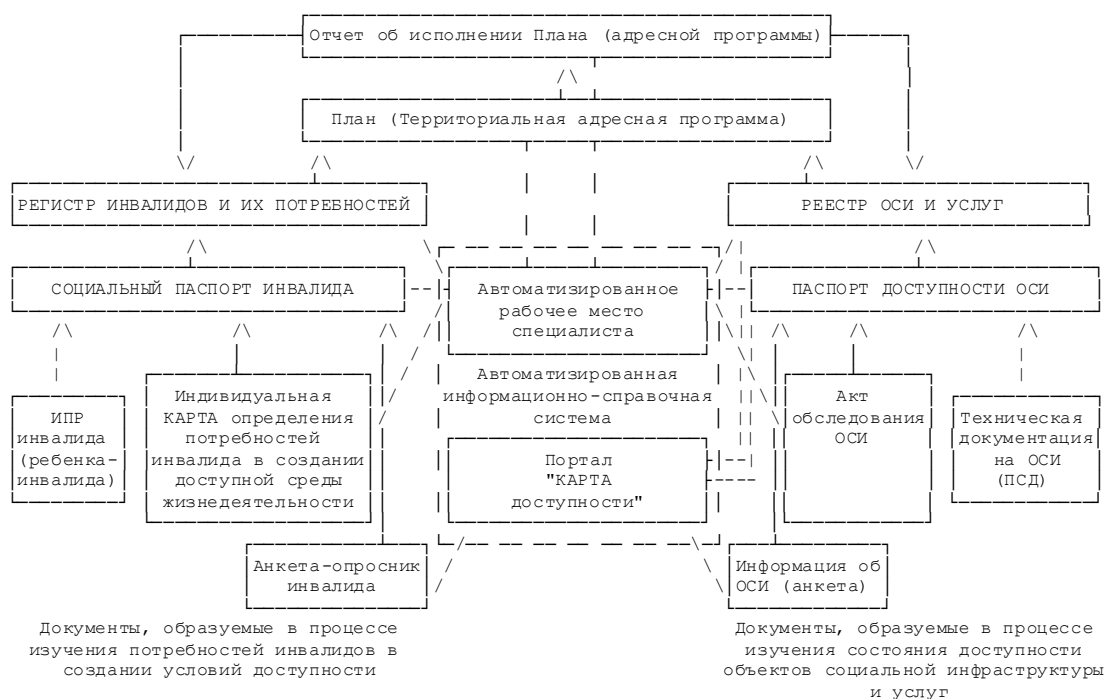 Отчет об исполнении Плана (адресной программы)
План (Территориальная адресная программа)
РЕГИСТР ИНВАЛИДОВ И ИХ ПОТРЕБНОСТЕЙ
РЕЕСТР ОСИ И УСЛУГ
СОЦИАЛЬНЫЙ ПАСПОРТ ИНВАЛИДА
Автоматизированное
рабочее место
специалиста
ПАСПОРТ ДОСТУПНОСТИ ОСИ
ИПР
инвалида
(ребенка-
инвалида)
Индивидуальная
КАРТА определения
потребностей
инвалида в создании
доступной среды
жизнедеятельности
Автоматизированная
информационно-справочная
система
Портал
"КАРТА
доступности"
Акт
обследования
ОСИ
Техническая
документация
на ОСИ
(ПСД)
Анкета-опросник
инвалида
Информация об
ОСИ (анкета)
Документы, образуемые в процессе
изучения потребностей инвалидов в
создании условий доступности
Документы, образуемые в процессе
изучения состояния доступности
объектов социальной инфраструктуры
и услуг